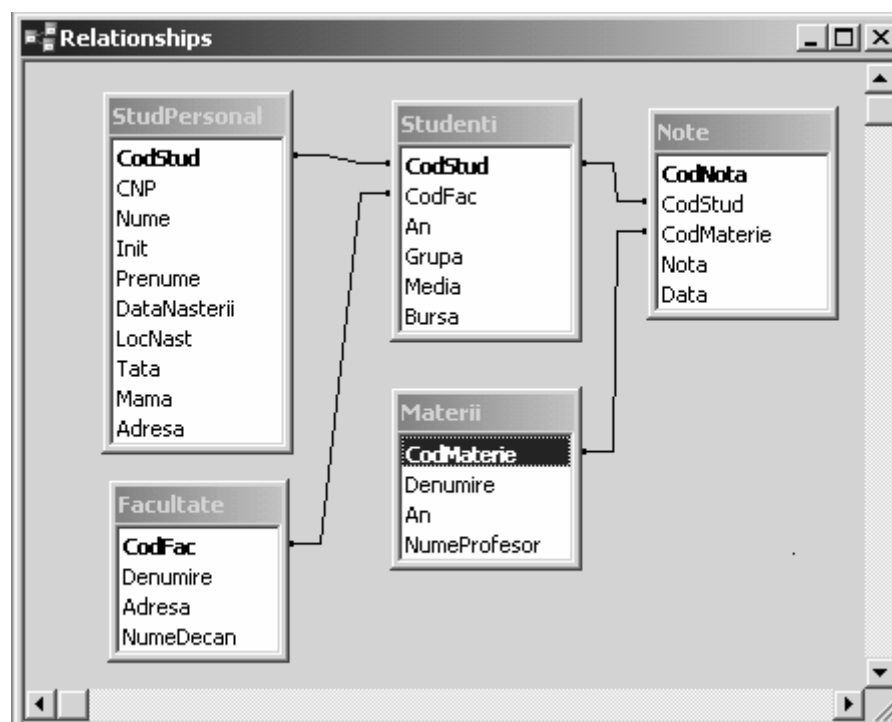 Relationships
StudPersonal
CodStud
CNP
Nume
Init
Prenume
DataNasterii
LocNast
Tata
Mama
Adresa
Studenti
CodStud
CodFac
An
Grupa
Media
Bursa
Note
CodNota
CodStud
CodMaterie
Nota
Data
Facultate
CodFac
Denumire
Adresa
NumeDecan
Materii
CodMaterie
Denumire
An
NumeProfesor